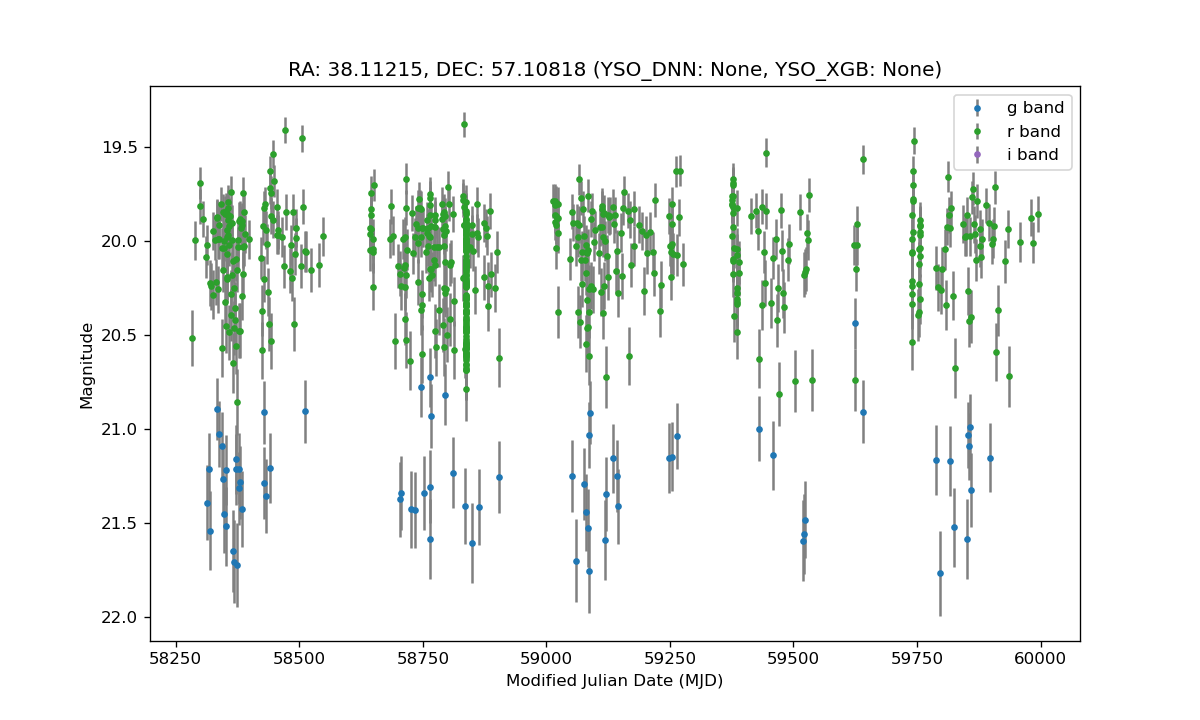 RA: 38.11215, DEC: 57.10818 (YSO_DNN: None, YSO_XGB: None)
g band
r band
i band
19.5
20.0
20.5
21.0
21.5
22.0
Magnitude
58250 58500 58750 59000 59250 59500 59750 60000
Modified Julian Date (MJD)